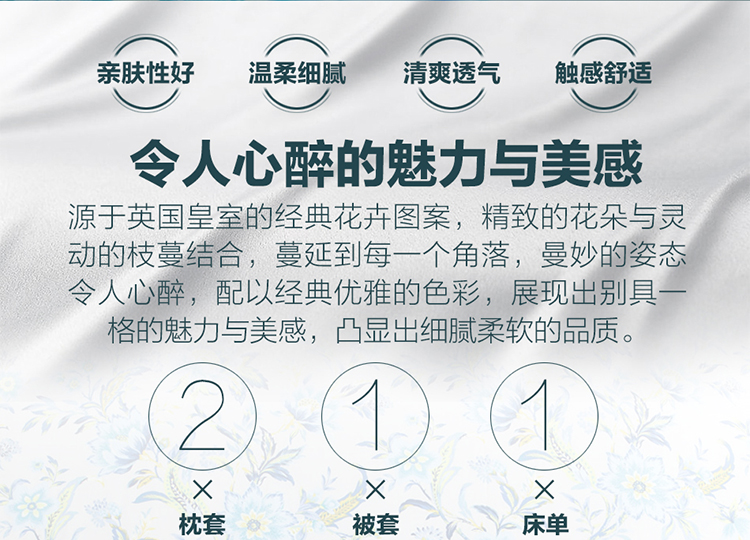 亲肤性好 温柔细腻 清爽透气 触感舒适
令人心醉的魅力与美感
源于英国皇室的经典花卉图案，精致的花朵与灵
动的枝蔓结合，蔓延到每一个角落，曼妙的姿态
令人心醉，配以经典优雅的色彩，展现出别具一
格的魅力与美感，凸显出细腻柔软的品质。
2 1 1
× × ×
枕套 被套 床单